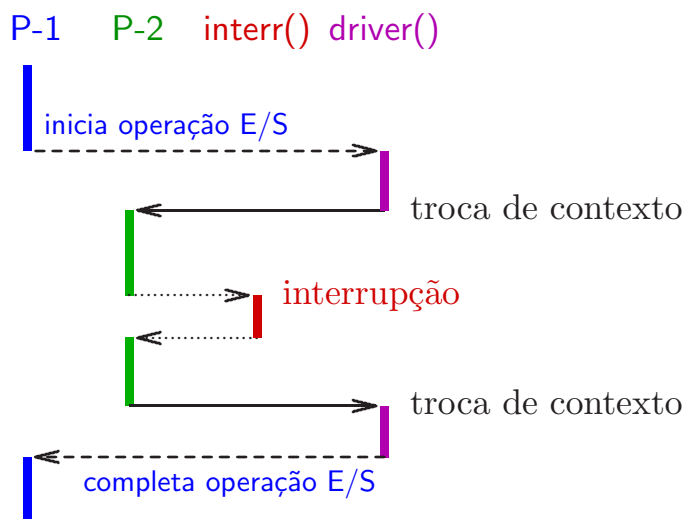 P-1 P-2 interr() driver()
inicia operação E/S
troca de contexto
interrupção
troca de contexto
completa operação E/S